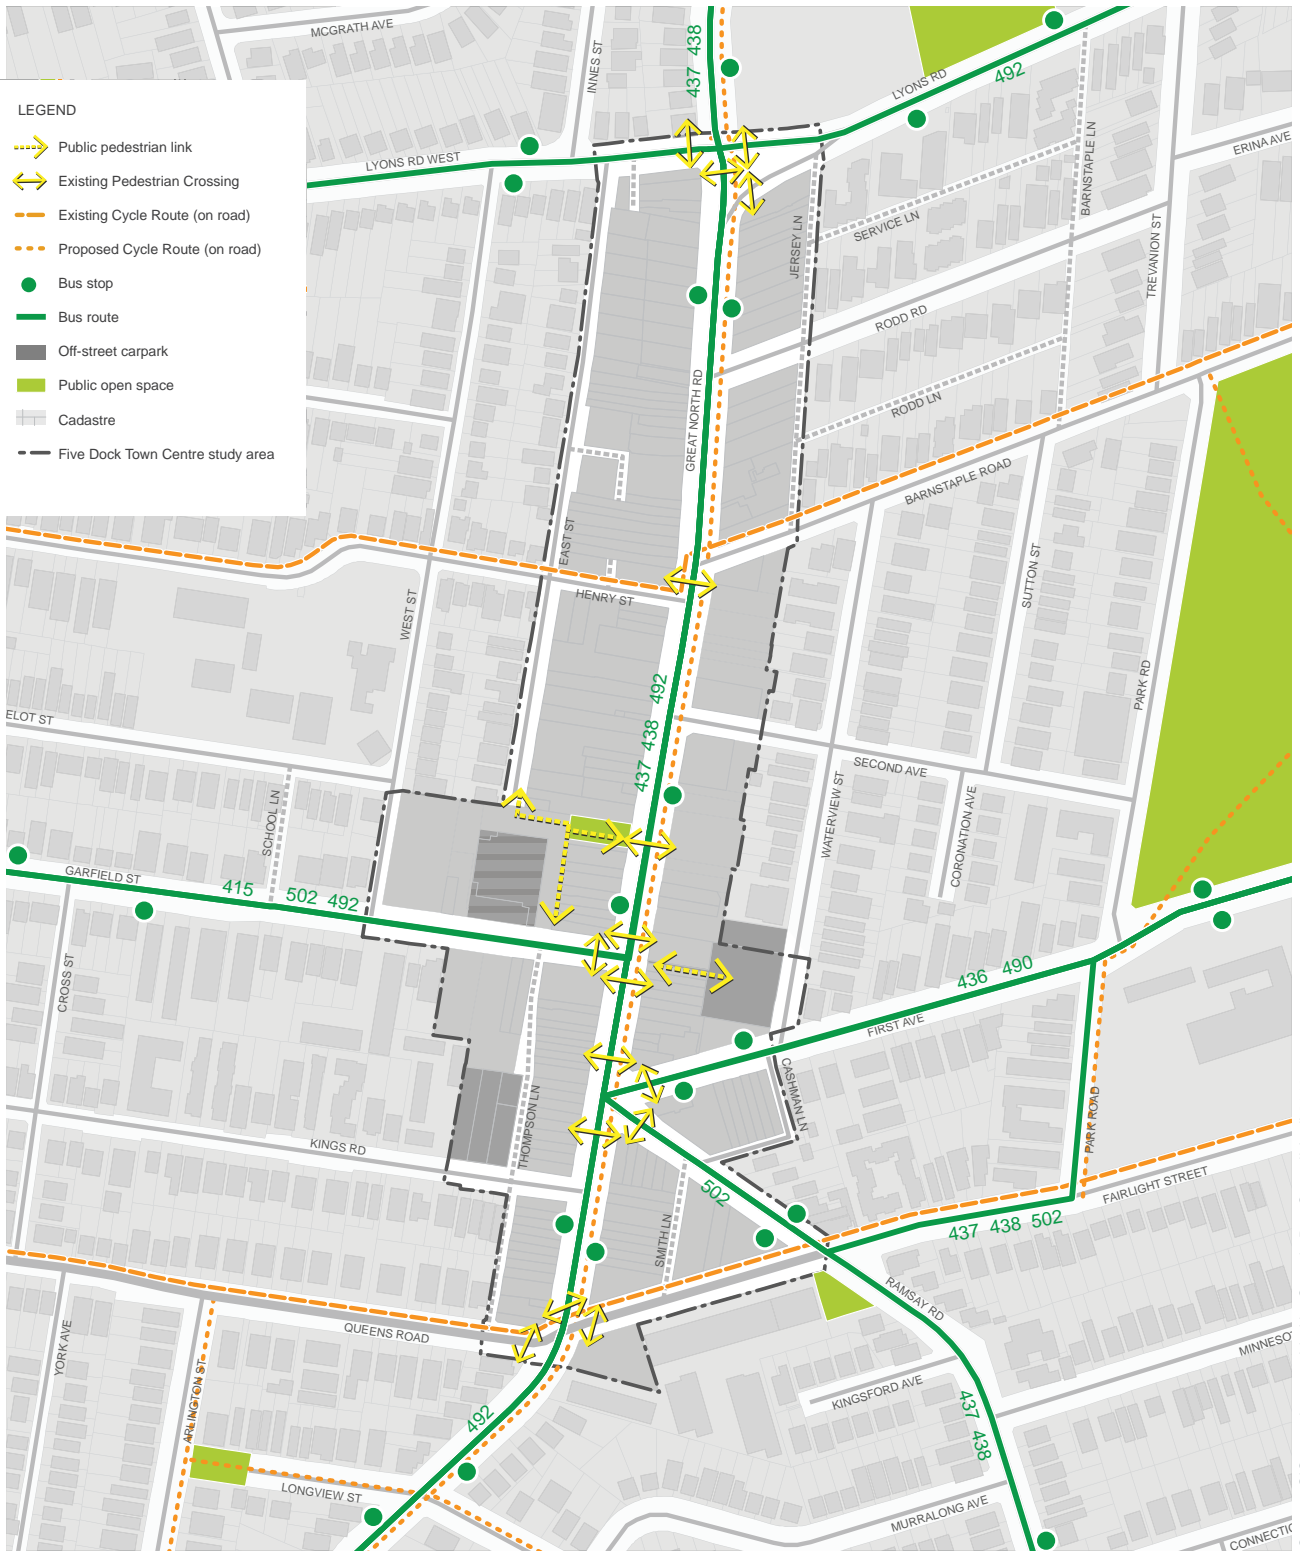 MCGRATH AVE
INNES ST
437 438
LYONS RD
492
LEGEND
Public pedestrian link
Existing Pedestrian Crossing
Existing Cycle Route (on road)
Proposed Cycle Route (on road)
Bus stop
Bus route
Off-street carpark
Public open space
Cadastre
Five Dock Town Centre study area
LYONS RD WEST
BARNSTAPLE LN
ERINA AVE
SERVICE LN
JERSEY LN
TREVANION ST
RODD RD
GREAT NORTH RD
RODD LN
BARNSTAPLE ROAD
EAST ST
HENRY ST
WEST ST
SUTTON ST
PARK RD
437 438 492
ELOT ST
SECOND AVE
SCHOOL LN
WATERVIEW ST
CORONATION AVE
GARFIELD ST
415 502 492
CROSS ST
436 490
FIRST AVE
CASHMAN LN
THOMPSON LN
KINGS RD
PARK ROAD
502
FAIRLIGHT STREET
437 438 502
SMITH LN
RAMSAY RD
QUEENS ROAD
YORK AVE
ARLINGTON ST
MINNESO
KINGSFORD AVE
492
437 438
LONGVIEW ST
MURRALONG AVE
CONNECTIC